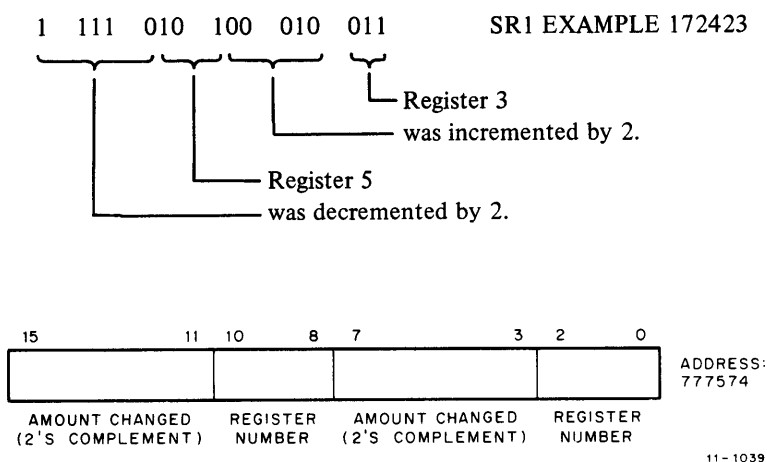 1 111 010 100 010 011 SR1 EXAMPLE 172423
Register 3
was incremented by 2.
Register 5
was decremented by 2.
15 11 10 8 7 3 2 0
ADDRESS:
777574
AMOUNT CHANGED REGISTER AMOUNT CHANGED REGISTER
(2'S COMPLEMENT) NUMBER (2'S COMPLEMENT) NUMBER
11-1039